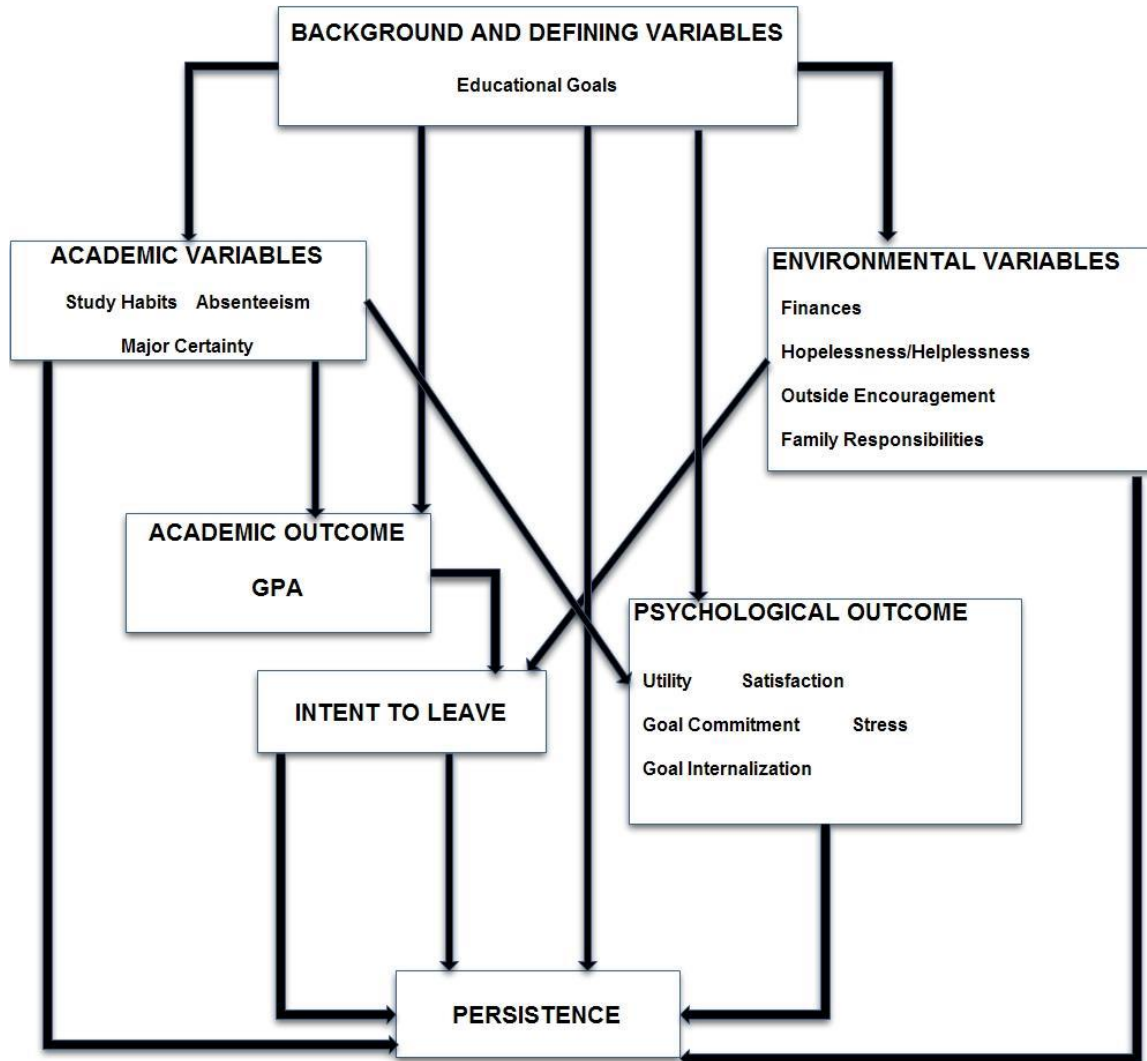 BACKGROUND AND DEFINING VARIABLES
Educational Goals
ACADEMIC VARIABLES
Study Habits Absenteeism
Major Certainty
ENVIRONMENTAL VARIABLES
Finances
Hopelessness/Helplessness
Outside Encouragement
Family Responsibilities
ACADEMIC OUTCOME
GPA
PSYCHOLOGICAL OUTCOME
Utility Satisfaction
Goal Commitment Stress
Goal Internalization
INTENT TO LEAVE
PERSISTENCE